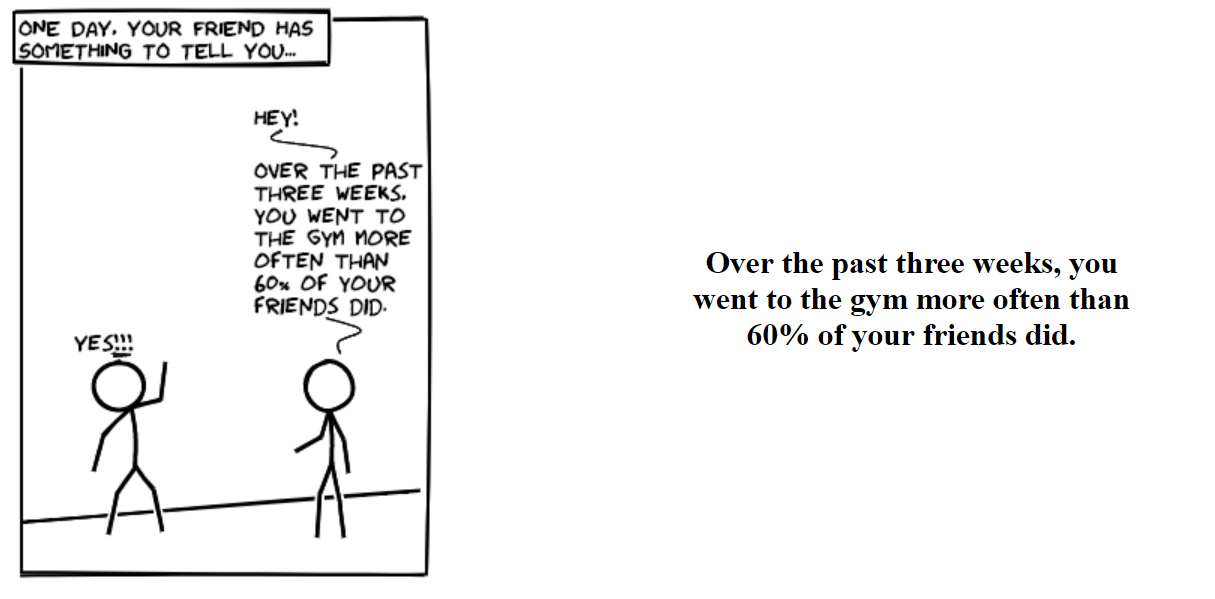 ONE DAY, YOUR FRIEND HAS
SOMETHING TO TELL YOU...
HEY!
OVER THE PAST
THREE WEEKS,
YOU WENT TO
THE GYM MORE
OFTEN THAN
60% OF YOUR
FRIENDS DID.
YES!!!
Over the past three weeks, you
went to the gym more often than
60% of your friends did.